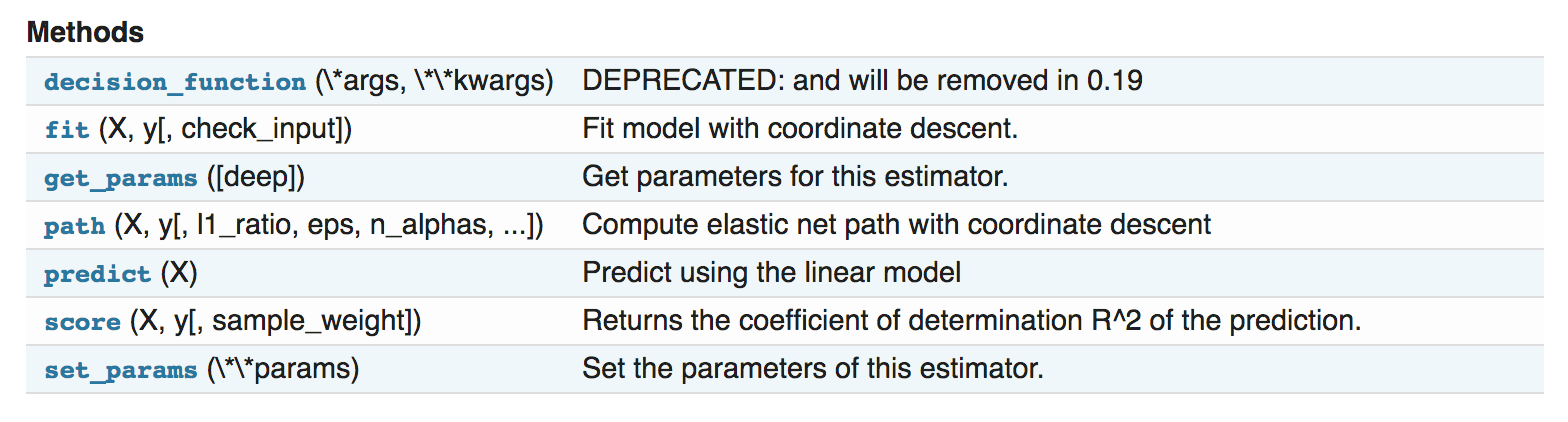 Methods
decision_function (\*args, \*\*kwargs) DEPRECATED: and will be removed in 0.19
fit (X, y[, check_input]) Fit model with coordinate descent.
get_params ([deep]) Get parameters for this estimator.
path (X, y[, l1_ratio, eps, n_alphas, ...]) Compute elastic net path with coordinate descent
predict (X) Predict using the linear model
score (X, y[, sample_weight]) Returns the coefficient of determination R^2 of the prediction.
set_params (\*\*params) Set the parameters of this estimator.